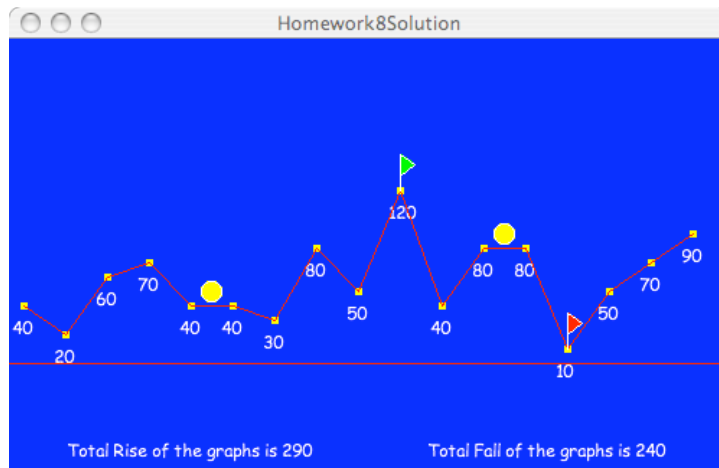 Homework8Solution
120
80 80 80
90
60 70 50 70
50
40 40 40 40
20 30
10
Total Rise of the graphs is 290 Total Fall of the graphs is 240